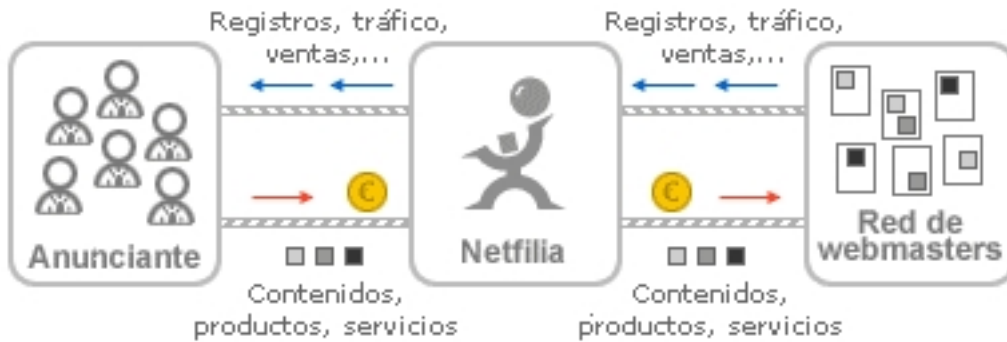 Registros, tráfico,
ventas,...
Registros, tráfico,
ventas,...
€
€
Anunciante
Netfilia
Red de
webmasters
Contenidos,
productos, servicios
Contenidos,
productos, servicios